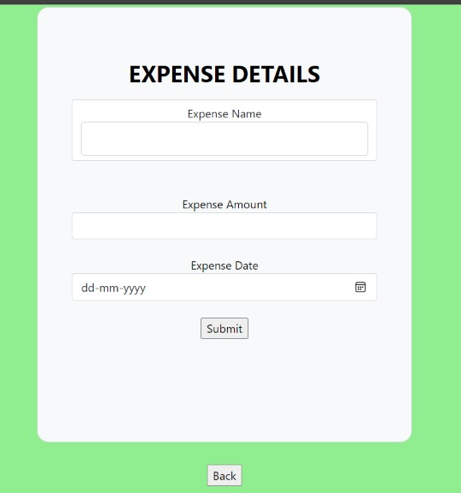 EXPENSE DETAILS
Expense Name
Expense Amount
Expense Date
dd-mm-yyyy
Submit
Back